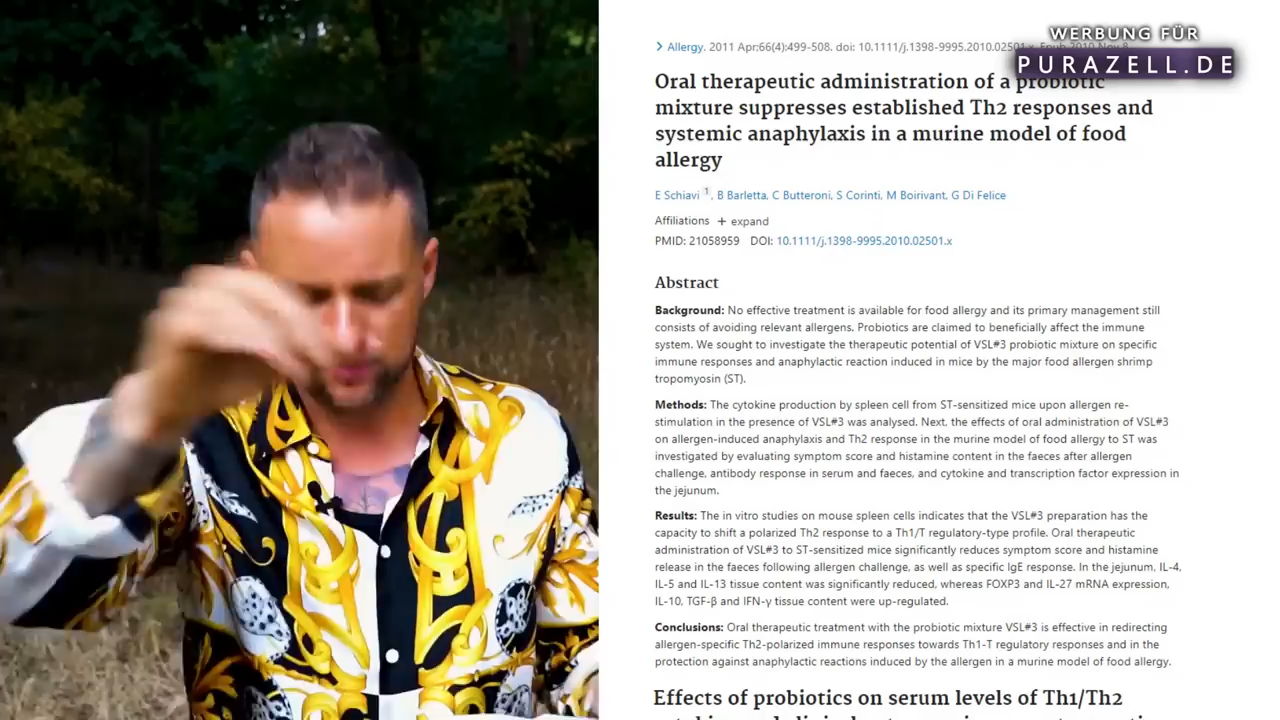 WERBUNG FÜR
PURAZELL.DE
Allergy. 2011 Apr;66(4):499-508. doi: 10.1111/j.1398-9995.2010.02501.x. Epub 2010 Nov 8.
Oral therapeutic administration of a probiotic
mixture suppresses established Th2 responses and
systemic anaphylaxis in a murine model of food
allergy
E Schiavi 1, B Barletta, C Butteroni, S Corinti, M Boirivant, G Di Felice
Affiliations + expand
PMID: 21058959 DOI: 10.1111/j.1398-9995.2010.02501.x
Abstract
Background: No effective treatment is available for food allergy and its primary management still
consists of avoiding relevant allergens. Probiotics are claimed to beneficially affect the immune
system. We sought to investigate the therapeutic potential of VSL#3 probiotic mixture on specific
immune responses and anaphylactic reaction induced in mice by the major food allergen shrimp
tropomyosin (ST).
Methods: The cytokine production by spleen cell from ST-sensitized mice upon allergen re-
stimulation in the presence of VSL#3 was analysed. Next, the effects of oral administration of VSL#3
on allergen-induced anaphylaxis and Th2 response in the murine model of food allergy to ST was
investigated by evaluating symptom score and histamine content in the faeces after allergen
challenge, antibody response in serum and faeces, and cytokine and transcription factor expression in
the jejunum.
Results: The in vitro studies on mouse spleen cells indicates that the VSL#3 preparation has the
capacity to shift a polarized Th2 response to a Th1/T regulatory-type profile. Oral therapeutic
administration of VSL#3 to ST-sensitized mice significantly reduces symptom score and histamine
release in the faeces following allergen challenge, as well as specific IgE response. In the jejunum, IL-4,
IL-5 and IL-13 tissue content was significantly reduced, whereas FOXP3 and IL-27 mRNA expression,
IL-10, TGF-β and IFN-γ tissue content were up-regulated.
Conclusions: Oral therapeutic treatment with the probiotic mixture VSL#3 is effective in redirecting
allergen-specific Th2-polarized immune responses towards Th1-T regulatory responses and in the
protection against anaphylactic reactions induced by the allergen in a murine model of food allergy.
Effects of probiotics on serum levels of Th1/Th2